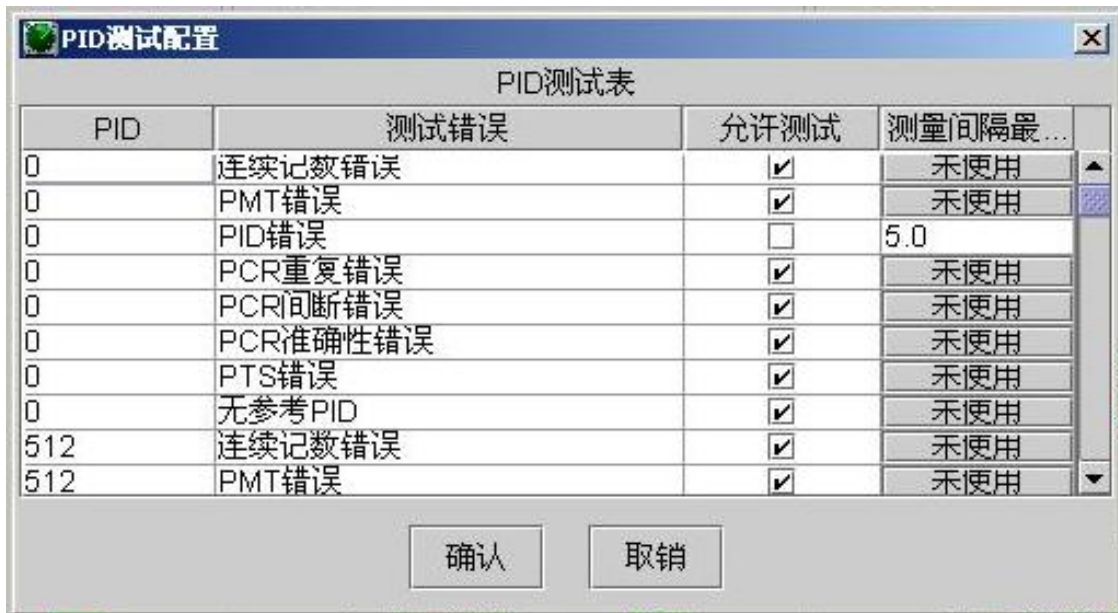 PID测试配置
PID测试表
PID 测试错误 允许测试 测量间隔最...
0 连续记数错误 未使用
0 PMT错误 未使用
0 PID错误 5.0
0 PCR重复错误 未使用
0 PCR间断错误 未使用
0 PCR准确性错误 未使用
0 PTS错误 未使用
0 无参考PID 未使用
512 连续记数错误 未使用
512 PMT错误 未使用
确认 取销